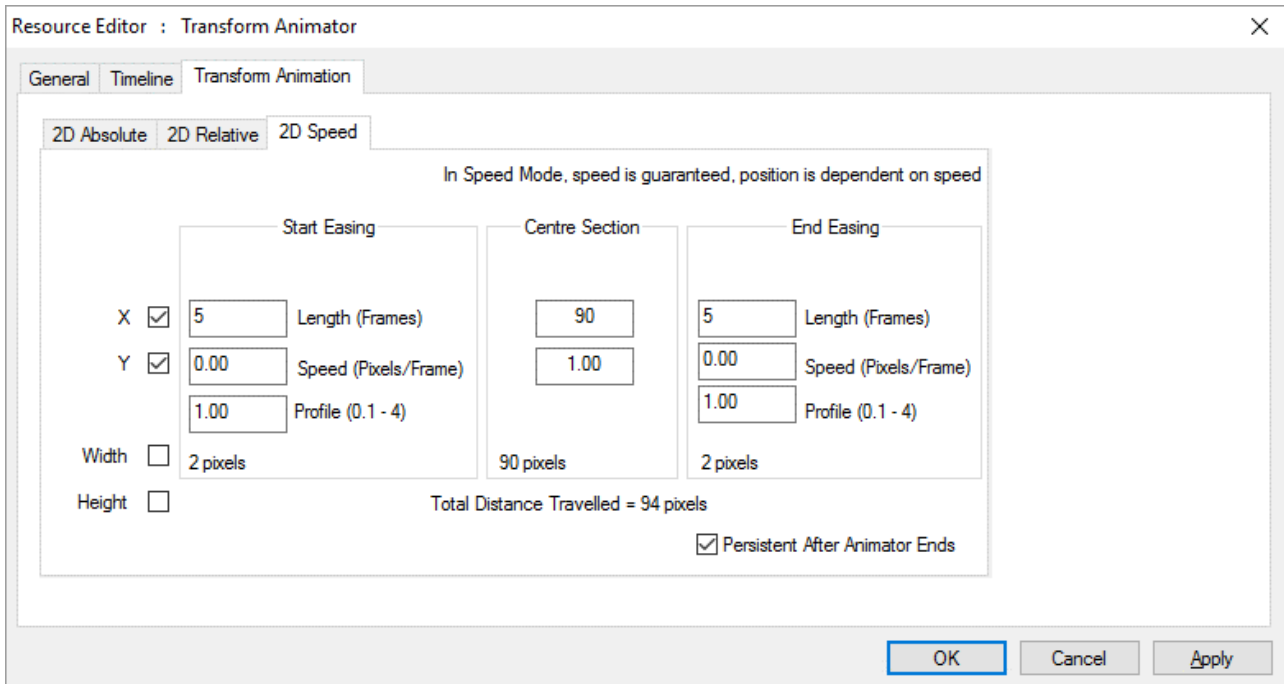 Resource Editor : Transform Animator
General Timeline Transform Animation
2D Absolute 2D Relative 2D Speed
In Speed Mode, speed is guaranteed, position is dependent on speed
Start Easing Centre Section End Easing
X 5 Length (Frames) 90 5 Length (Frames)
Y 0.00 Speed (Pixels/Frame) 1.00 0.00 Speed (Pixels/Frame)
1.00 Profile (0.1 - 4) 1.00 Profile (0.1 - 4)
Width 2 pixels 90 pixels 2 pixels
Height Total Distance Travelled = 94 pixels
Persistent After Animator Ends
OK Cancel Apply